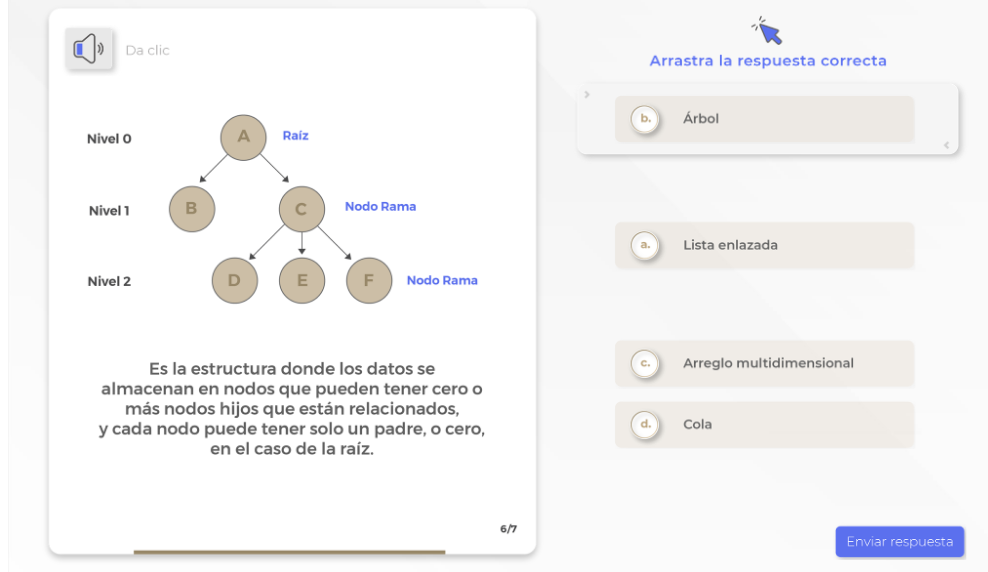 Da clic
Nivel 0
A
Raíz
Nivel 1
B
C
Nodo Rama
Nivel 2
D
E
F
Nodo Rama
Es la estructura donde los datos se
almacenan en nodos que pueden tener cero o
más nodos hijos que están relacionados,
y cada nodo puede tener solo un padre, o cero,
en el caso de la raíz.
6/7
Arrastra la respuesta correcta
b. Árbol
a. Lista enlazada
c. Arreglo multidimensional
d. Cola
Enviar respuesta